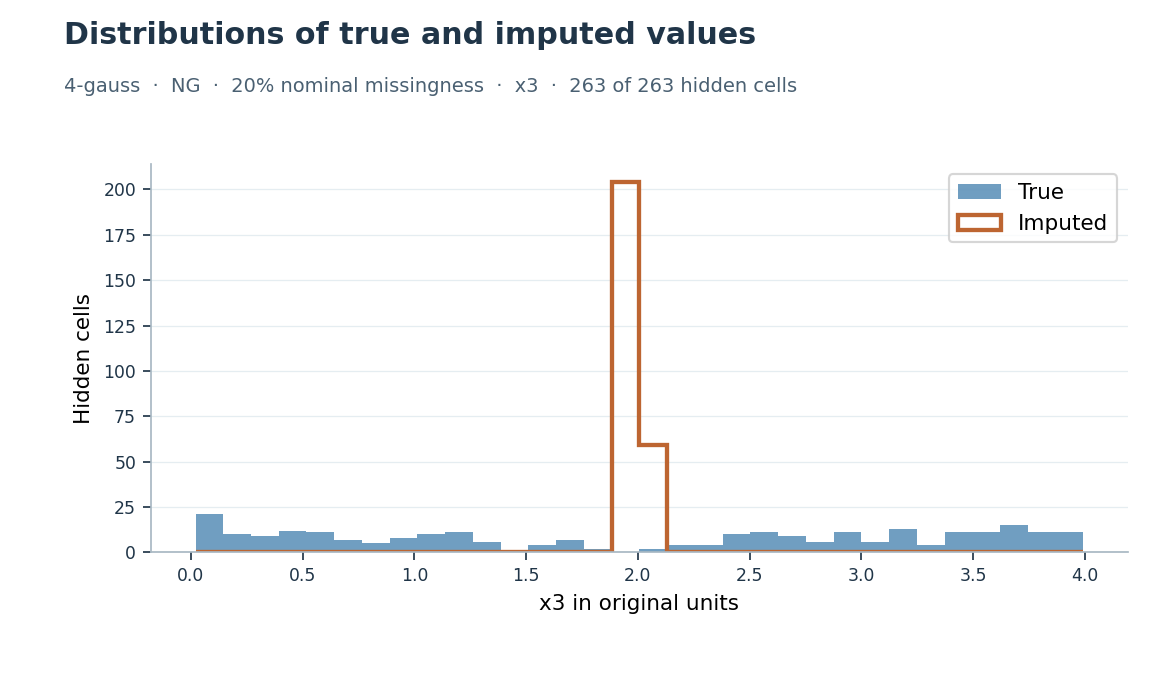 Distributions of true and imputed values
4-gauss · NG · 20% nominal missingness · x3 · 263 of 263 hidden cells
True
Imputed
Hidden cells
200
175
150
125
100
75
50
25
0
0.0 0.5 1.0 1.5 2.0 2.5 3.0 3.5 4.0
x3 in original units